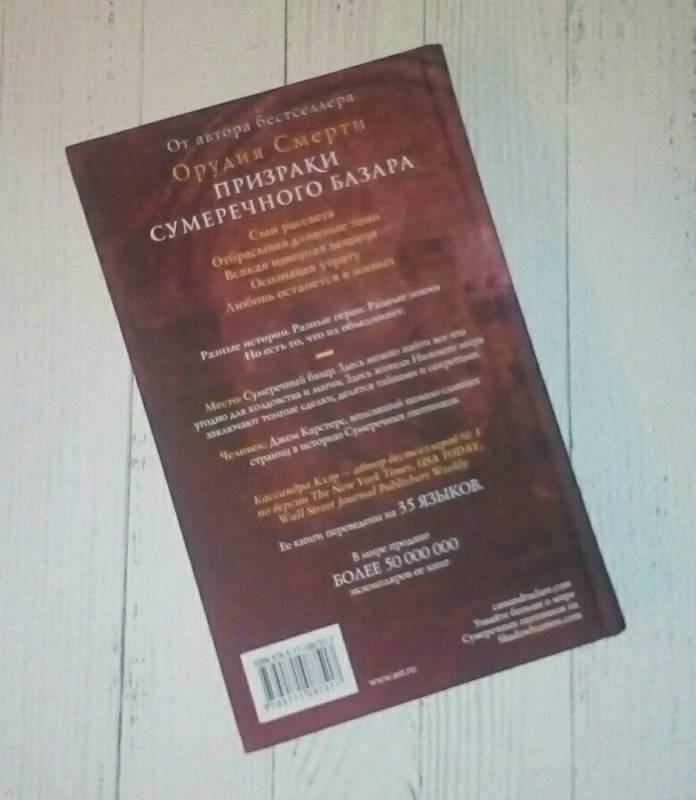 От автора бестселлера
Орудия Смерти
ПРИЗРАКИ
СУМЕРЕЧНОГО БАЗАРА
Сын рассвета
Отбрасывая длинные тени
Всякая изящная вещица
Осознавая утрату
Любовь останется в живых
Разные истории. Разные герои. Разные эпохи
Но есть то, что их объединяет.
Место: Сумеречный базар. Здесь можно найти все что
угодно для колдовства и магии. Здесь жители Нижнего мира
заключают темные сделки, делятся тайнами и секретами.
Человек: Джем Карстерс, вписавший немало славных
страниц в историю Сумеречных охотников.
Кассандра Клэр — автор бестселлеров № 1
по версии The New York Times, USA TODAY,
Wall Street Journal Publishers Weekly
Ее книги переведены на 35 ЯЗЫКОВ.
В мире продано
БОЛЕЕ 50 000 000
экземпляров ее книг
cassandraclare.com
Узнайте больше о мире
Сумеречных охотников на
Shadowhunters.com
www.ast.ru